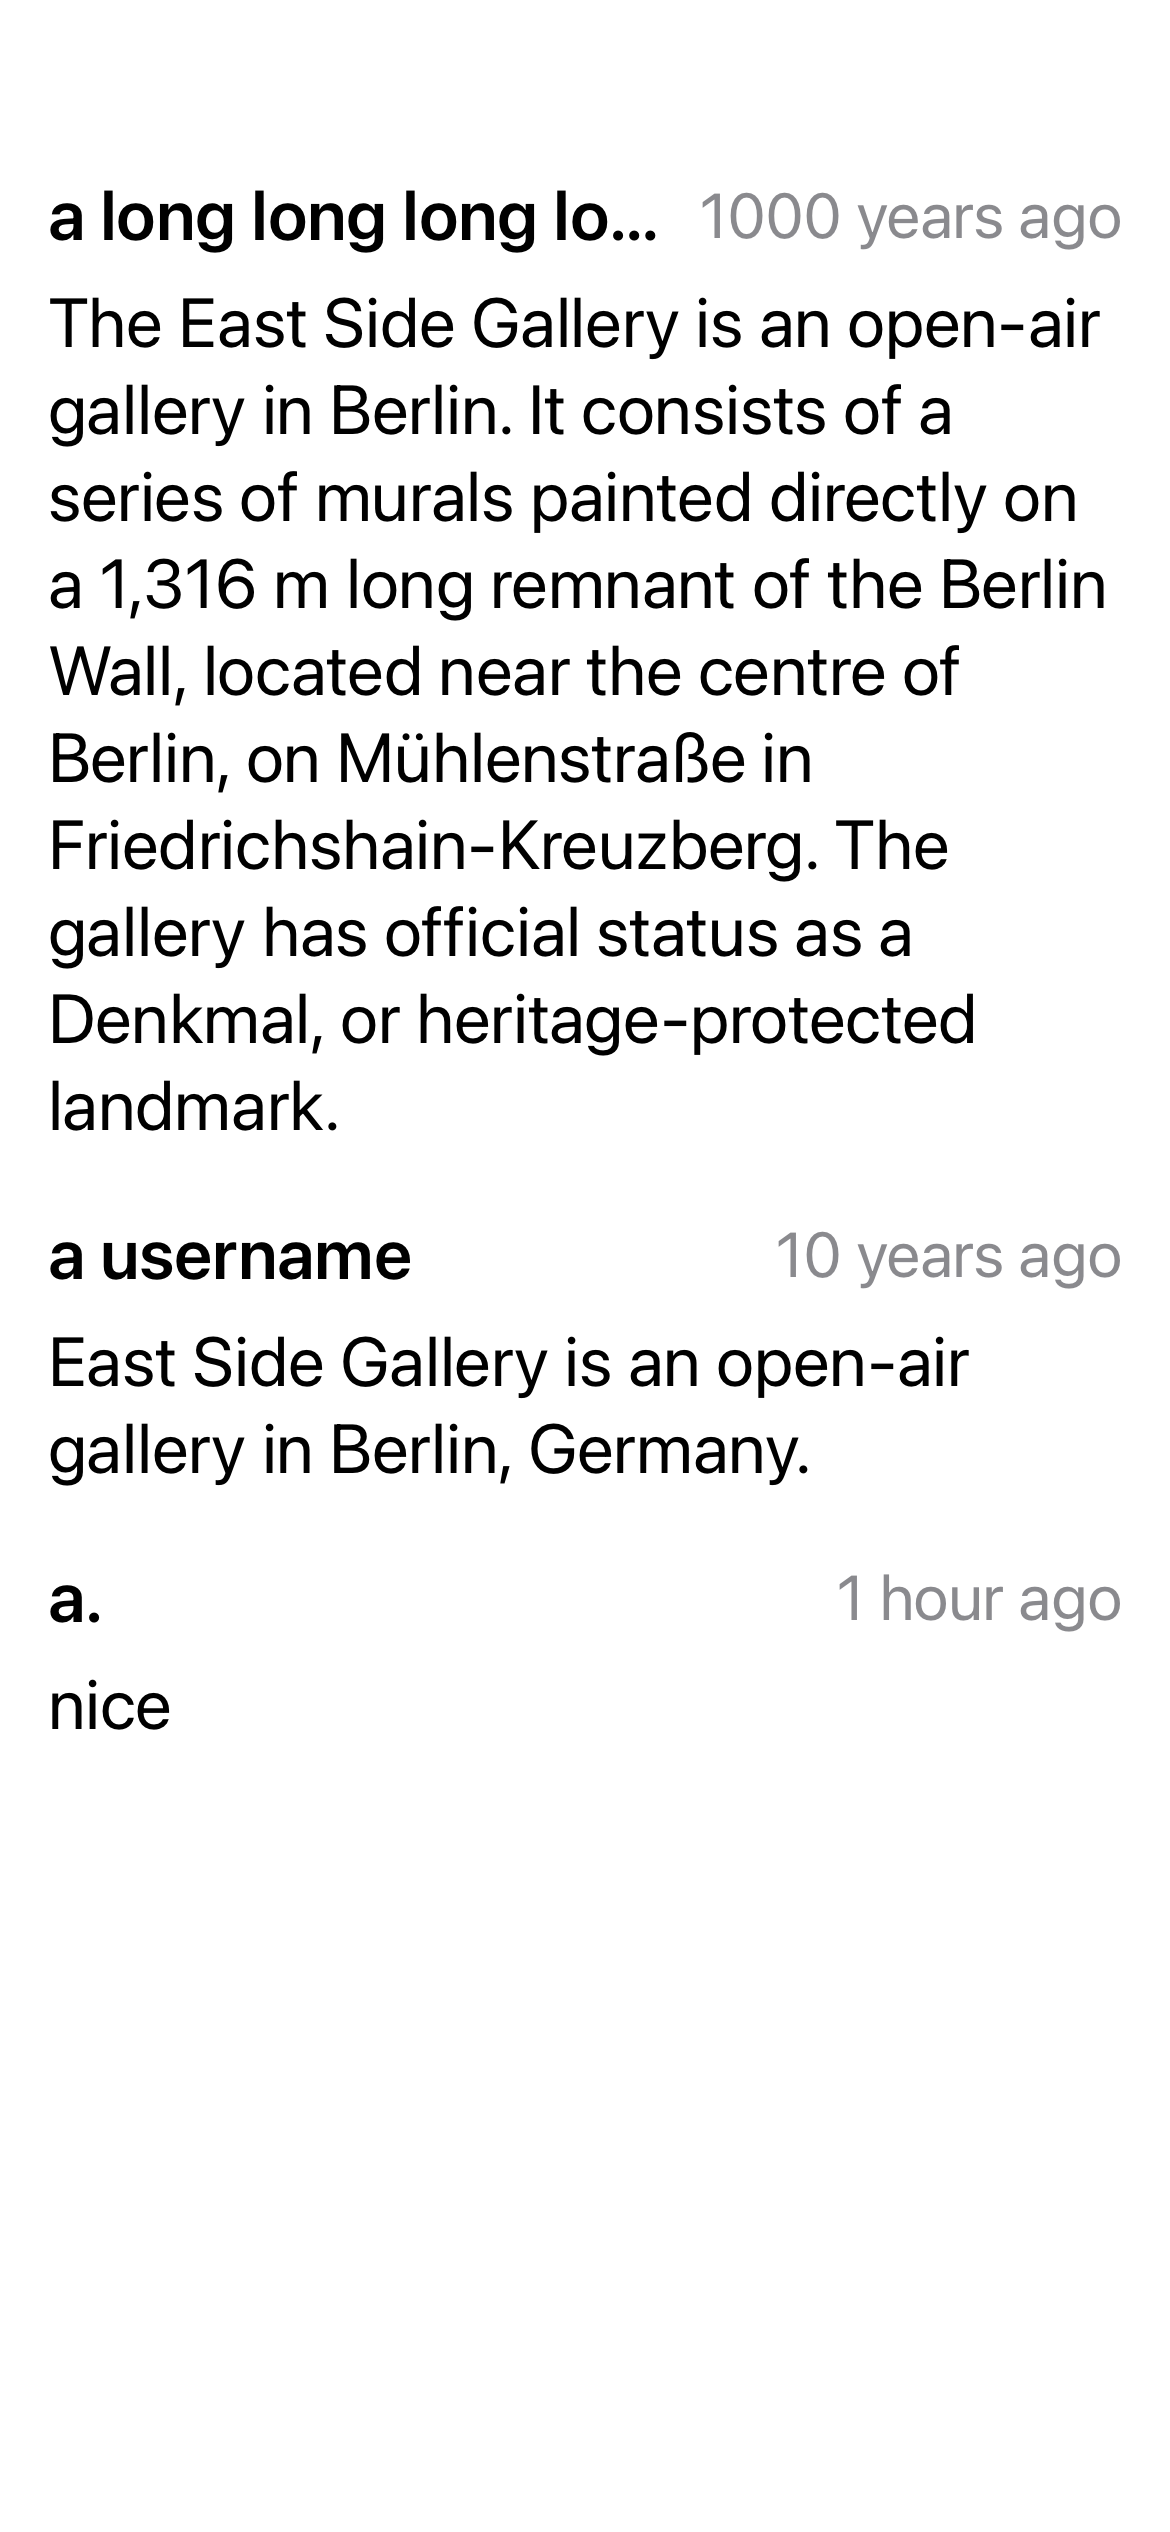 a long long long lo... 1000 years ago
The East Side Gallery is an open-air
gallery in Berlin. It consists of a
series of murals painted directly on
a 1,316 m long remnant of the Berlin
Wall, located near the centre of
Berlin, on Mühlenstraße in
Friedrichshain-Kreuzberg. The
gallery has official status as a
Denkmal, or heritage-protected
landmark.
a username 10 years ago
East Side Gallery is an open-air
gallery in Berlin, Germany.
a. 1 hour ago
nice